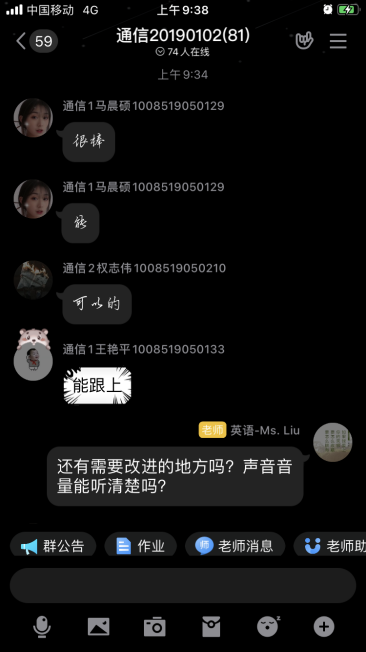 中国移动 4G 上午 9:38
59 通信20190102(81)
74人在线
上午 9:34
通信1马晨硕1008519050129
很棒
通信1马晨硕1008519050129
能
通信2权志伟1008519050210
可以的
通信1王艳平1008519050133
能跟上
老师 英语-Ms. Liu
还有需要改进的地方吗？声音音
量能听清楚吗？
群公告 作业 师 老师消息 老师助